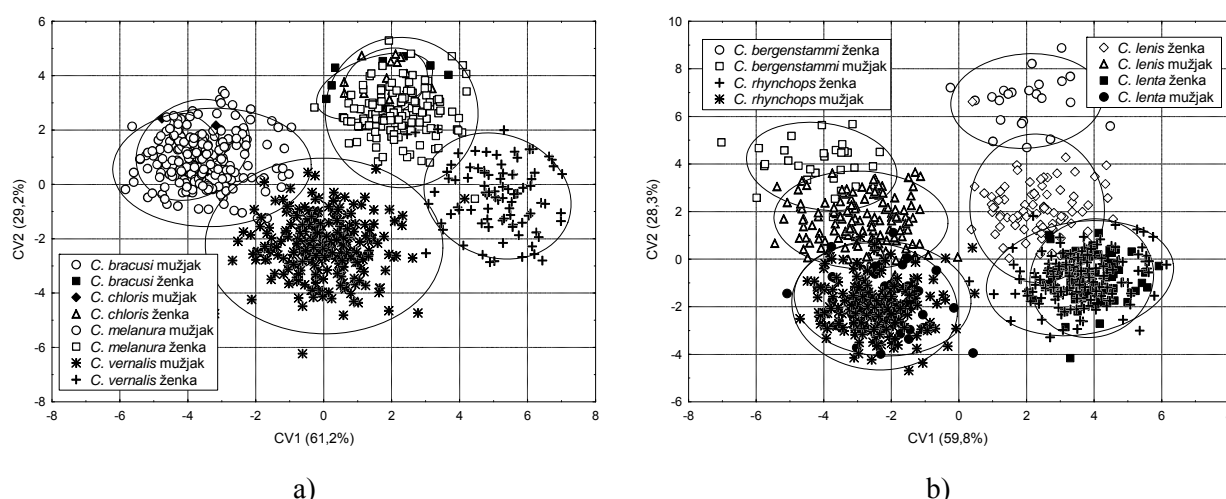 6
4
2
0
-2
-4
-6
-8
CV2 (29,2%)
C. bracusi mužjak
C. bracusi ženka
C. chloris mužjak
C. chloris ženka
C. melanura mužjak
C. melanura ženka
C. vernalis mužjak
C. vernalis ženka
-8 -6 -4 -2 0 2 4 6 8
CV1 (61,2%)
a)
10
8
6
4
2
0
-2
-4
-6
CV2 (28,3%)
C. bergenstammi ženka
C. bergenstammi mužjak
C. rhynchops ženka
C. rhynchops mužjak
C. lenis ženka
C. lenis mužjak
C. lenta ženka
C. lenta mužjak
-8 -6 -4 -2 0 2 4 6 8
CV1 (59,8%)
b)